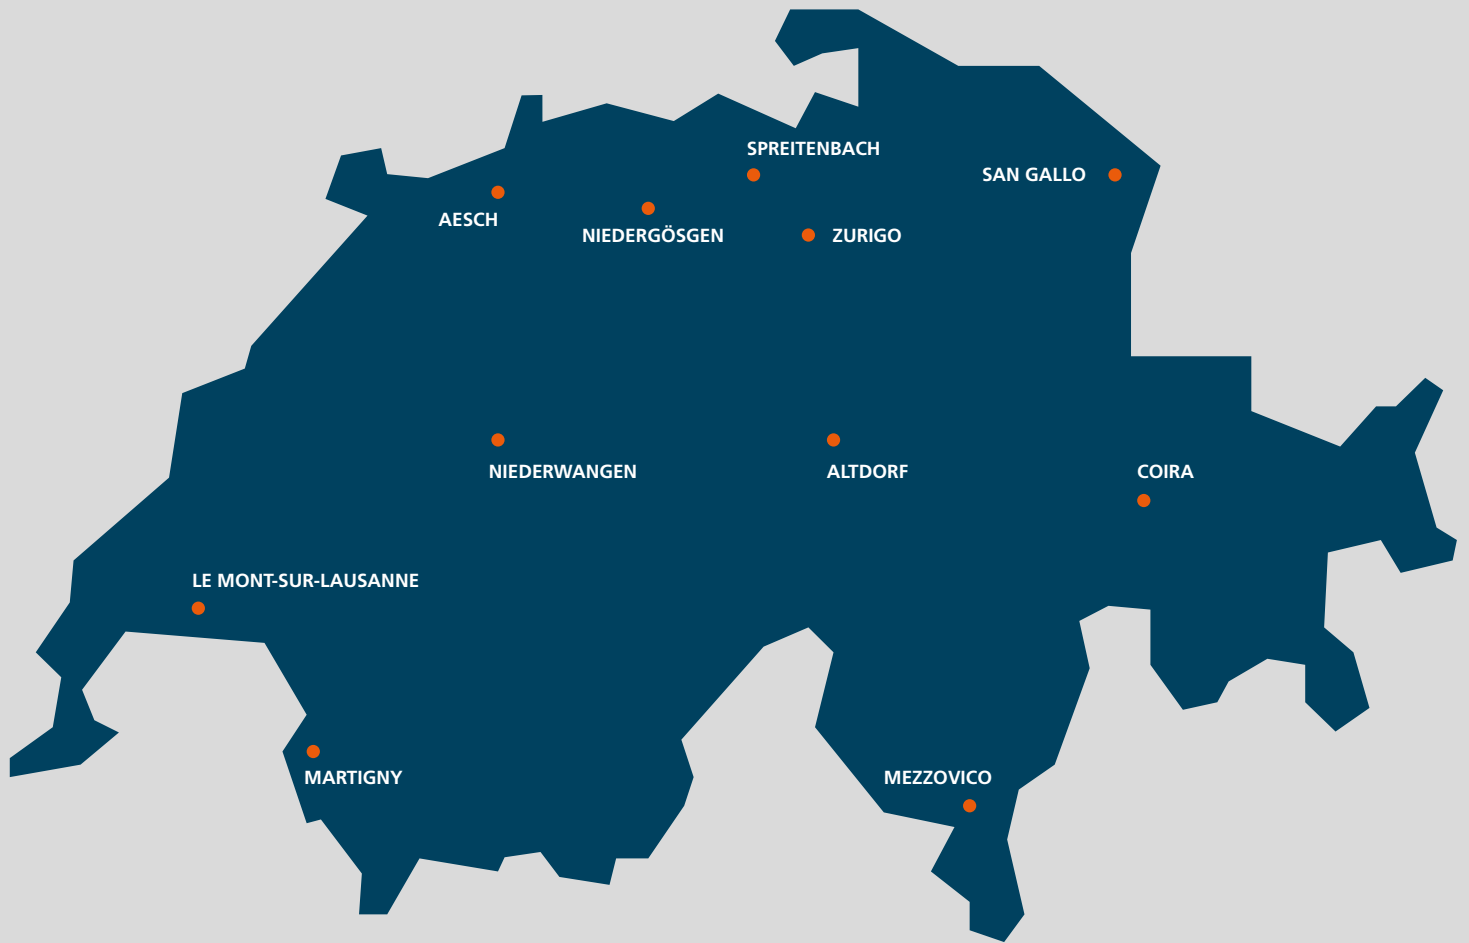 SPREITENBACH
SAN GALLO
AESCH
NIEDERGÖSGEN
ZURIGO
NIEDERWANGEN
ALTDORF
COIRA
LE MONT-SUR-LAUSANNE
MARTIGNY
MEZZOVICO